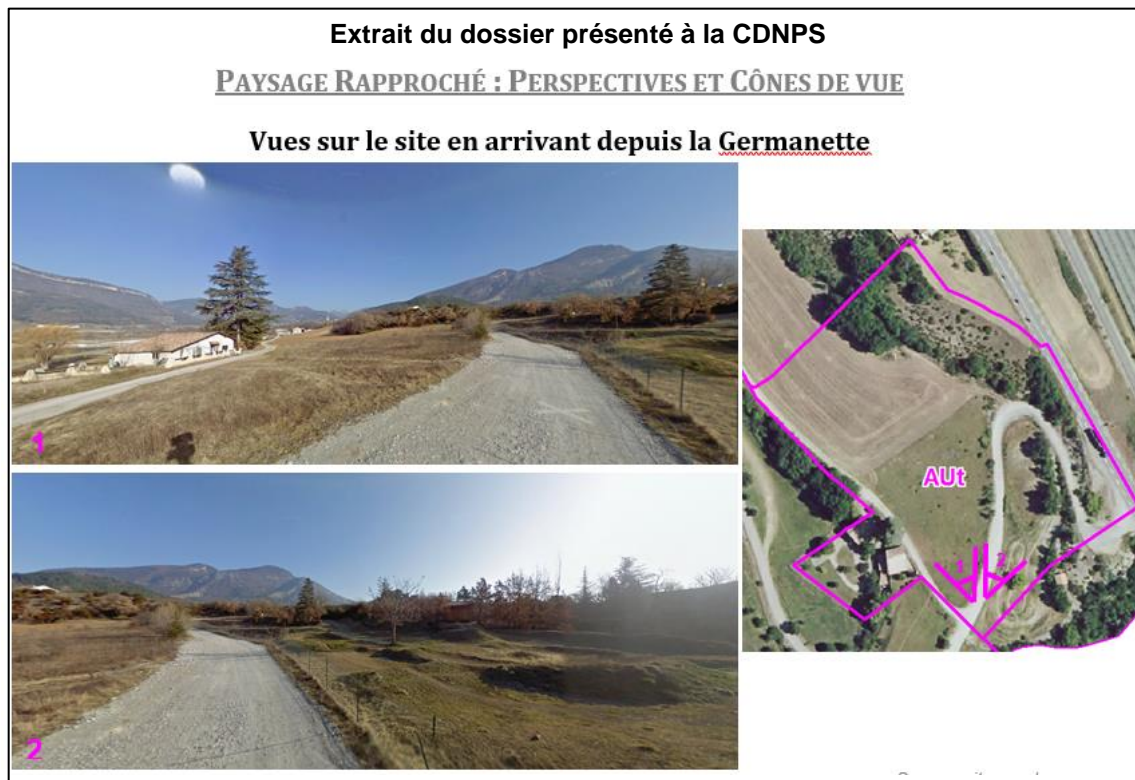 Extrait du dossier présenté à la CDNPS
PAYSAGE RAPPROCHÉ : PERSPECTIVES ET CÔNES DE VUE
Vues sur le site en arrivant depuis la Germanette
1
AUt
1 2
2